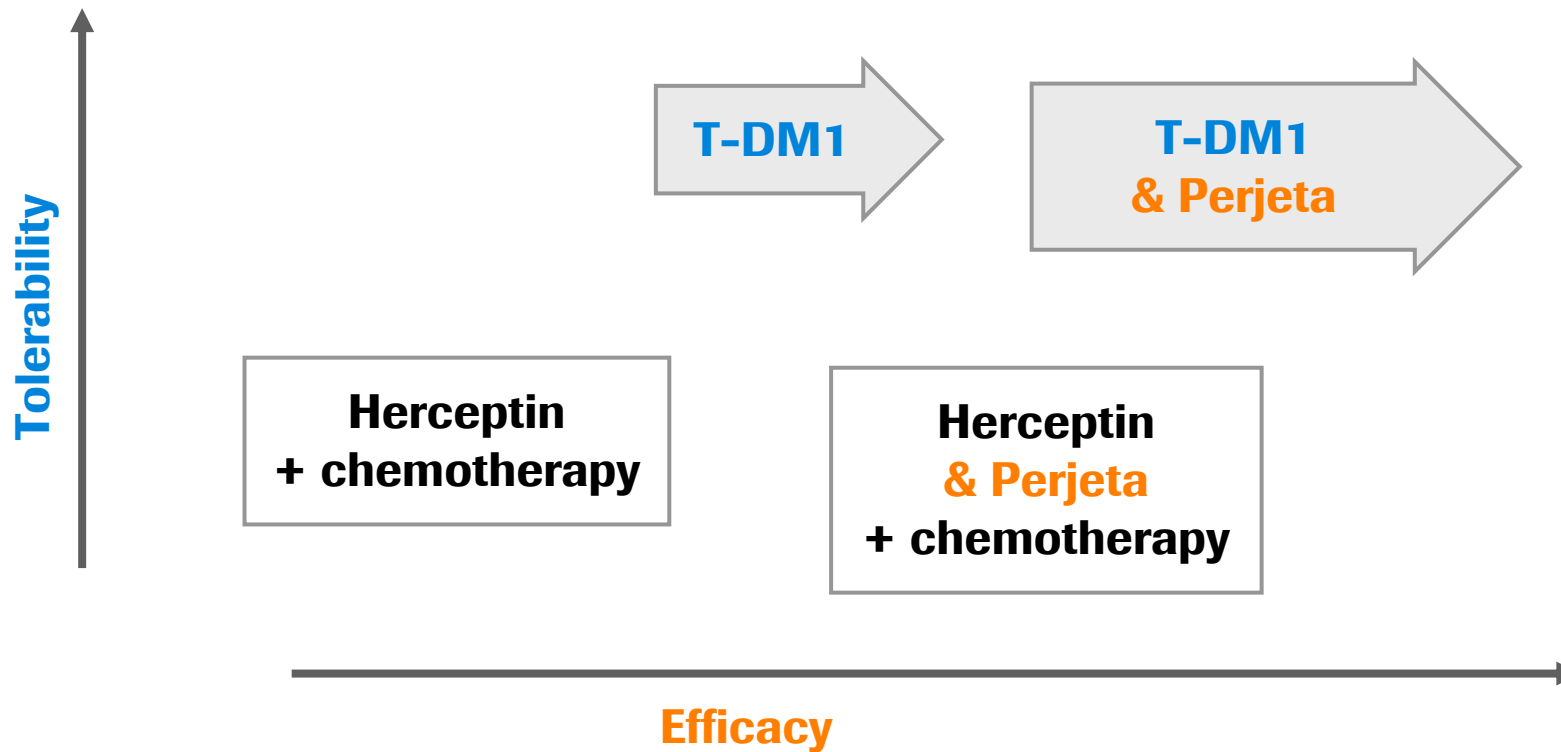 Tolerability
T-DM1
T-DM1
& Perjeta
Herceptin
+ chemotherapy
Herceptin
& Perjeta
+ chemotherapy
Efficacy